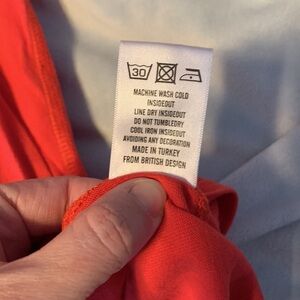 30
MACHINE WASH COLD
INSIDEOUT
LINE DRY INSIDEOUT
DO NOT TUMBLEDRY
COOL IRON INSIDEOUT
AVOIDING ANY DECORATION
MADE IN TURKEY
FROM BRITISH DESIGN